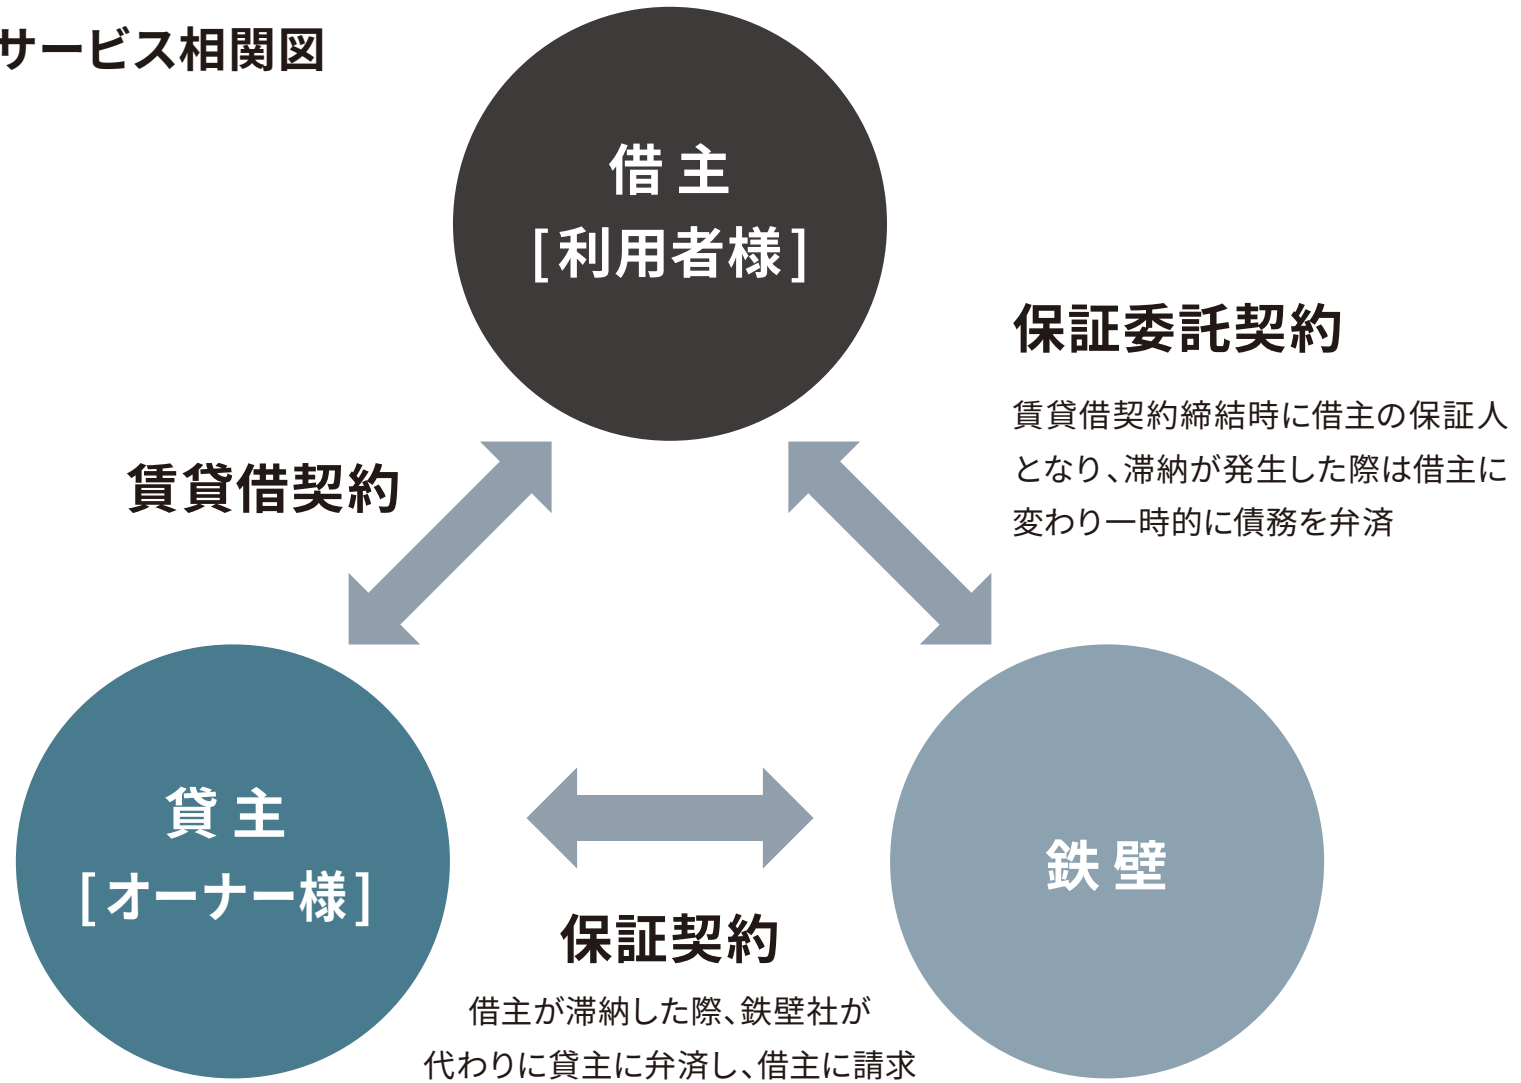 サービス相関図
借主
[利用者様]
保証委託契約
賃貸借契約締結時に借主の保証人
となり、滞納が発生した際は借主に
変わり一時的に債務を弁済
賃貸借契約
貸主
[オーナー様]
鉄壁
保証契約
借主が滞納した際、鉄壁社が
代わりに貸主に弁済し、借主に請求